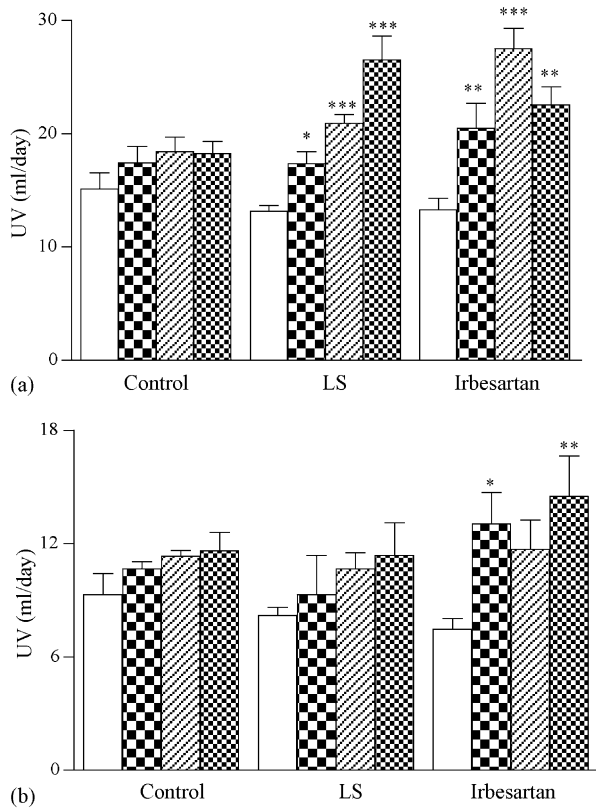 30
***
***
20
**
**
***
*
10
0
UV (ml/day)
(a)
Control
LS
Irbesartan
18
**
*
12
6
0
UV (ml/day)
(b)
Control
LS
Irbesartan